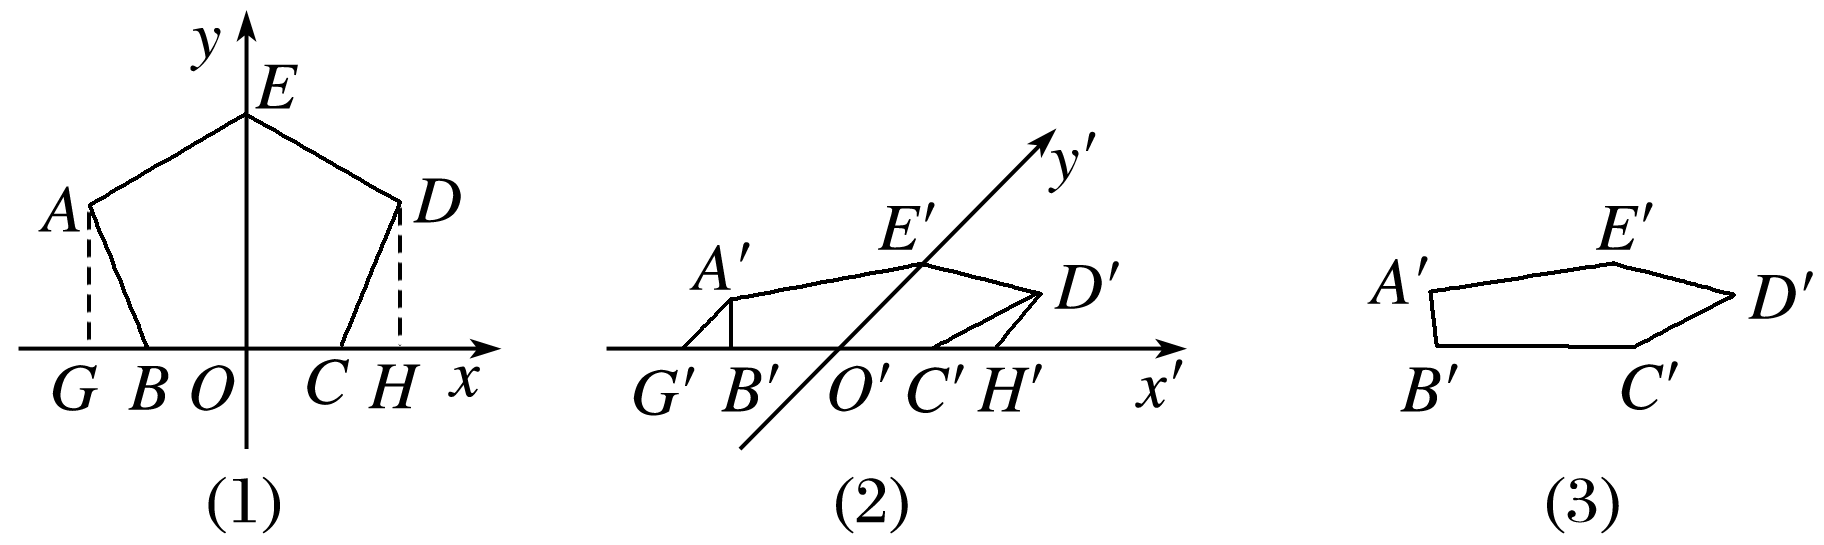 y
E
A
D
G B O C H x
(1)
y′
E′
A′
D′
G′ B′ O′ C′ H′ x′
(2)
E′
A′
D′
B′ C′
(3)